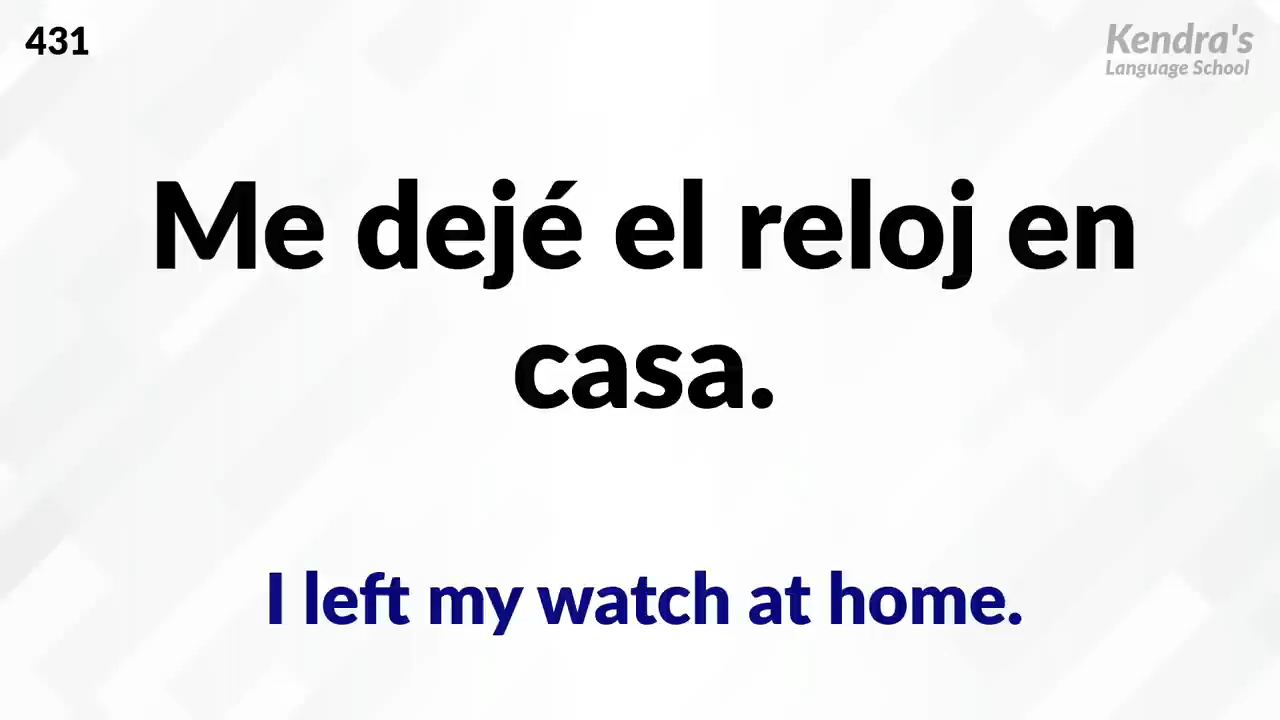 431
Kendra's
Language School
Me dejé el reloj en
casa.
I left my watch at home.